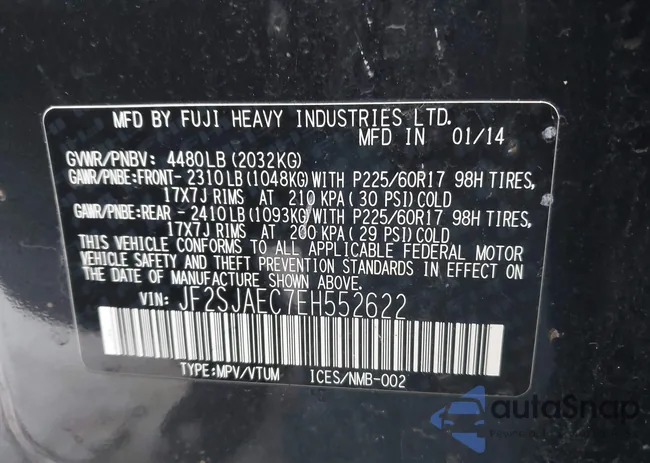 MFD BY FUJI HEAVY INDUSTRIES LTD.
MFD IN 01/14
GVWR/PNBV: 4480LB(2032KG)
GAWR/PNBE:FRONT- 2310LB(1048KG)WITH P225/60R17 98H TIRES,
17X7J RIMS AT 210 KPA(30 PSI)COLD
GAWR/PNBE:REAR - 2410LB(1093KG)WITH P225/60R17 98H TIRES,
17X7J RIMS AT 200 KPA(29 PSI)COLD
THIS VEHICLE CONFORMS TO ALL APPLICABLE FEDERAL MOTOR
VEHICLE SAFETY AND THEFT PREVENTION STANDARDS IN EFFECT ON
THE DATE OF MANUFACTURE SHOWN ABOVE.
VIN: JF2SJAEC7EH552622
TYPE:MPV/VTUM ICES/NMB-002
autoSnap